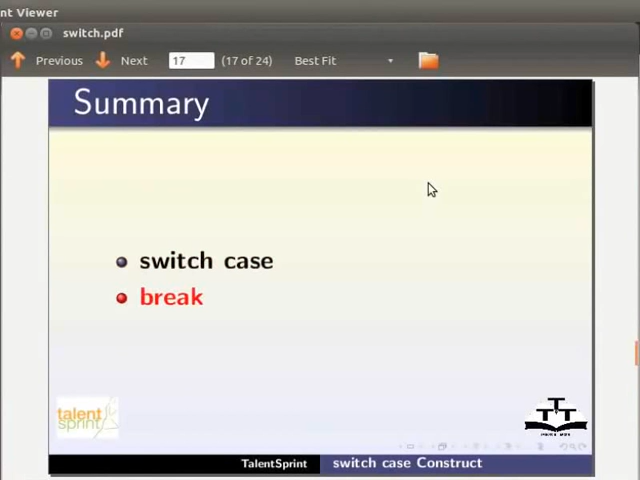 nt Viewer
switch.pdf
Previous Next 17 (17 of 24) Best Fit
Summary
switch case
break
talent
sprint
TTT
TalentSprint switch case Construct